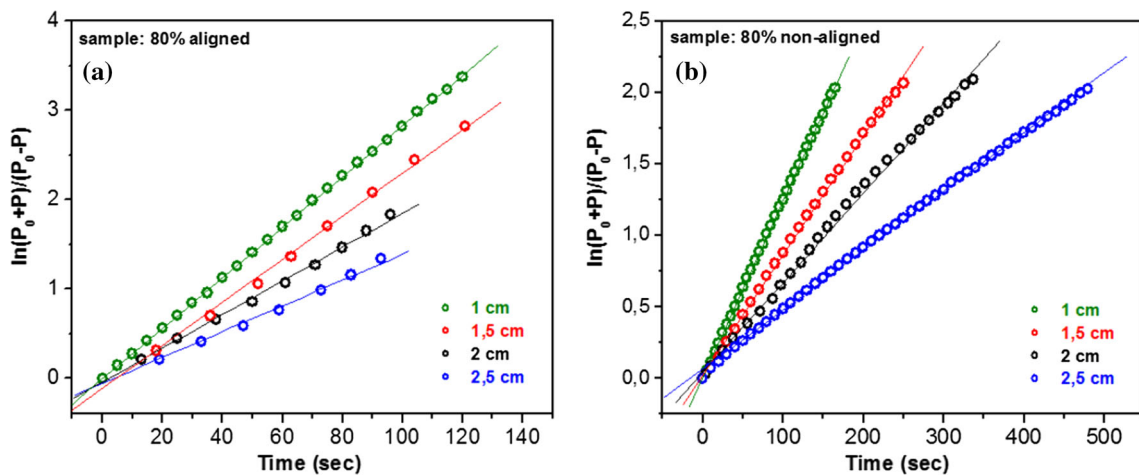 sample: 80% aligned
(a)
ln(P₀+P)/(P₀-P)
4
3
2
1
0
1 cm
1,5 cm
2 cm
2,5 cm
0 20 40 60 80 100 120 140
Time (sec)
sample: 80% non-aligned
(b)
ln(P₀+P)/(P₀-P)
2,5
2,0
1,5
1,0
0,5
0,0
1 cm
1,5 cm
2 cm
2,5 cm
0 100 200 300 400 500
Time (sec)